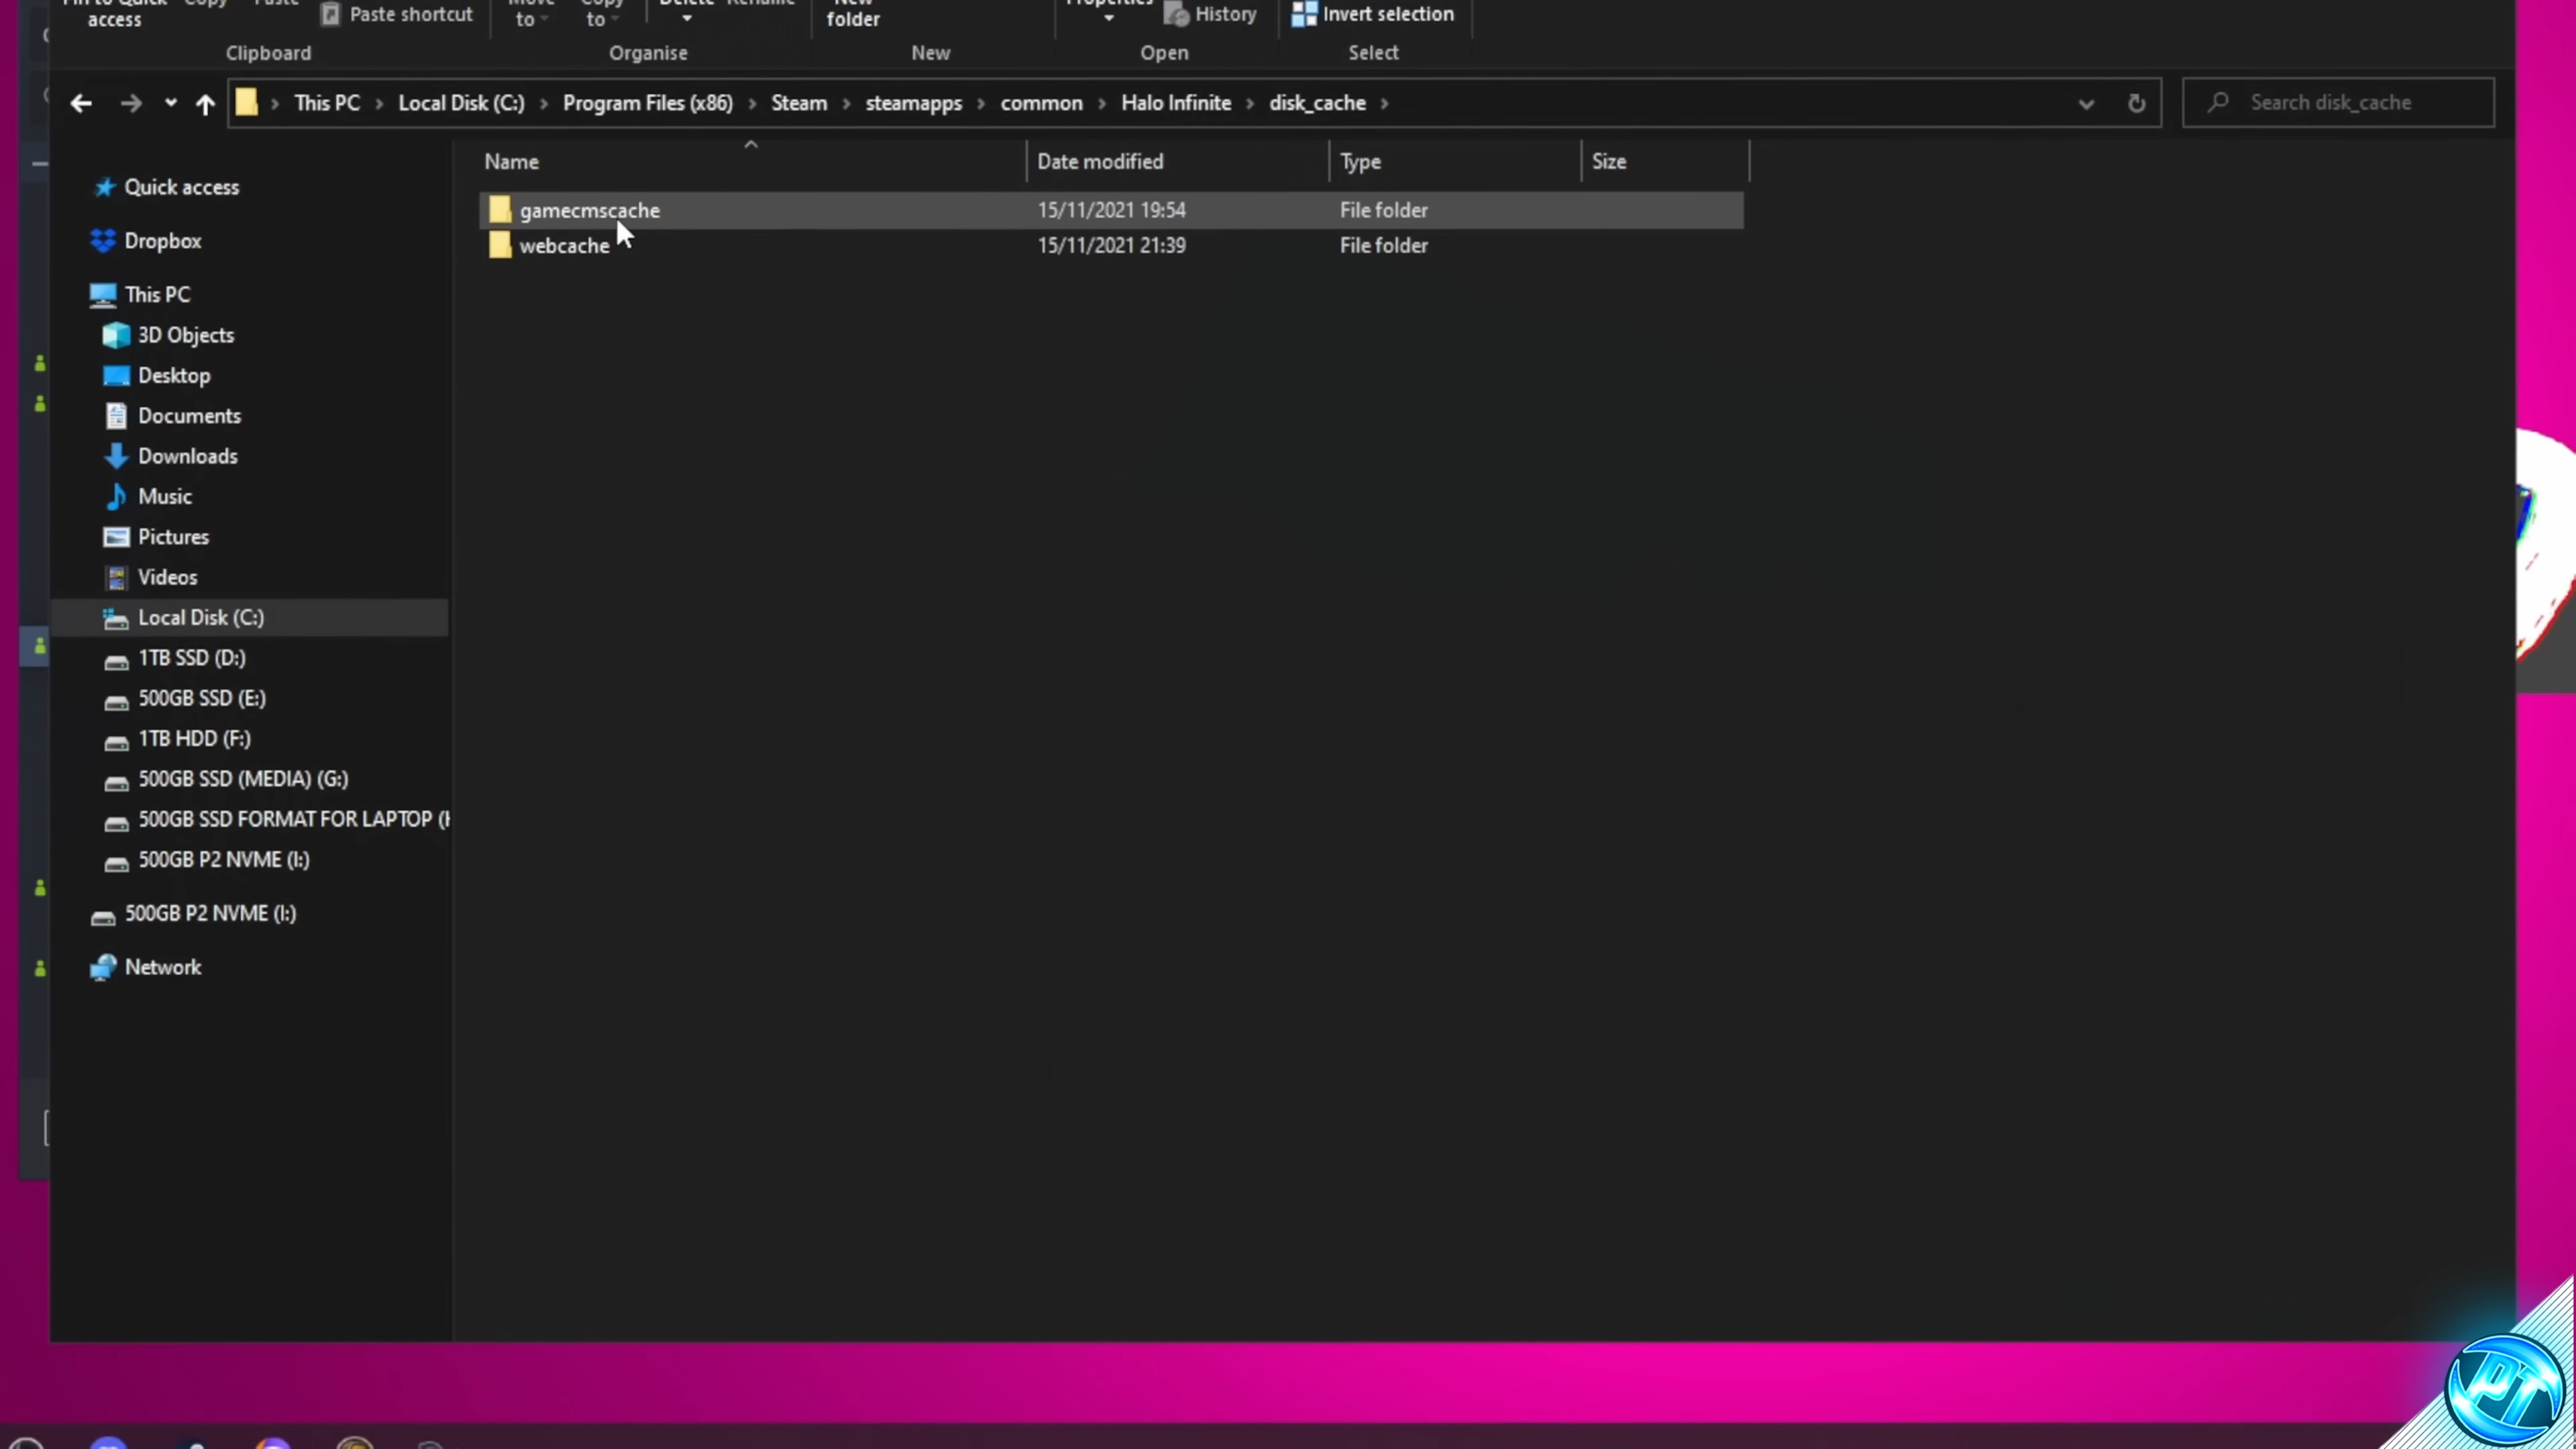 access
Paste shortcut
to
to
folder
History
Invert selection
Clipboard
Organise
New
Open
Select
This PC
Local Disk (C:)
Program Files (x86)
Steam
steamapps
common
Halo Infinite
disk_cache
Search disk_cache
Name
Date modified
Type
Size
gamecmscache
15/11/2021 19:54
File folder
webcache
15/11/2021 21:39
File folder
Quick access
Dropbox
This PC
3D Objects
Desktop
Documents
Downloads
Music
Pictures
Videos
Local Disk (C:)
1TB SSD (D:)
500GB SSD (E:)
1TB HDD (F:)
500GB SSD (MEDIA) (G:)
500GB SSD FORMAT FOR LAPTOP (
500GB P2 NVME (I:)
500GB P2 NVME (I:)
Network
PT